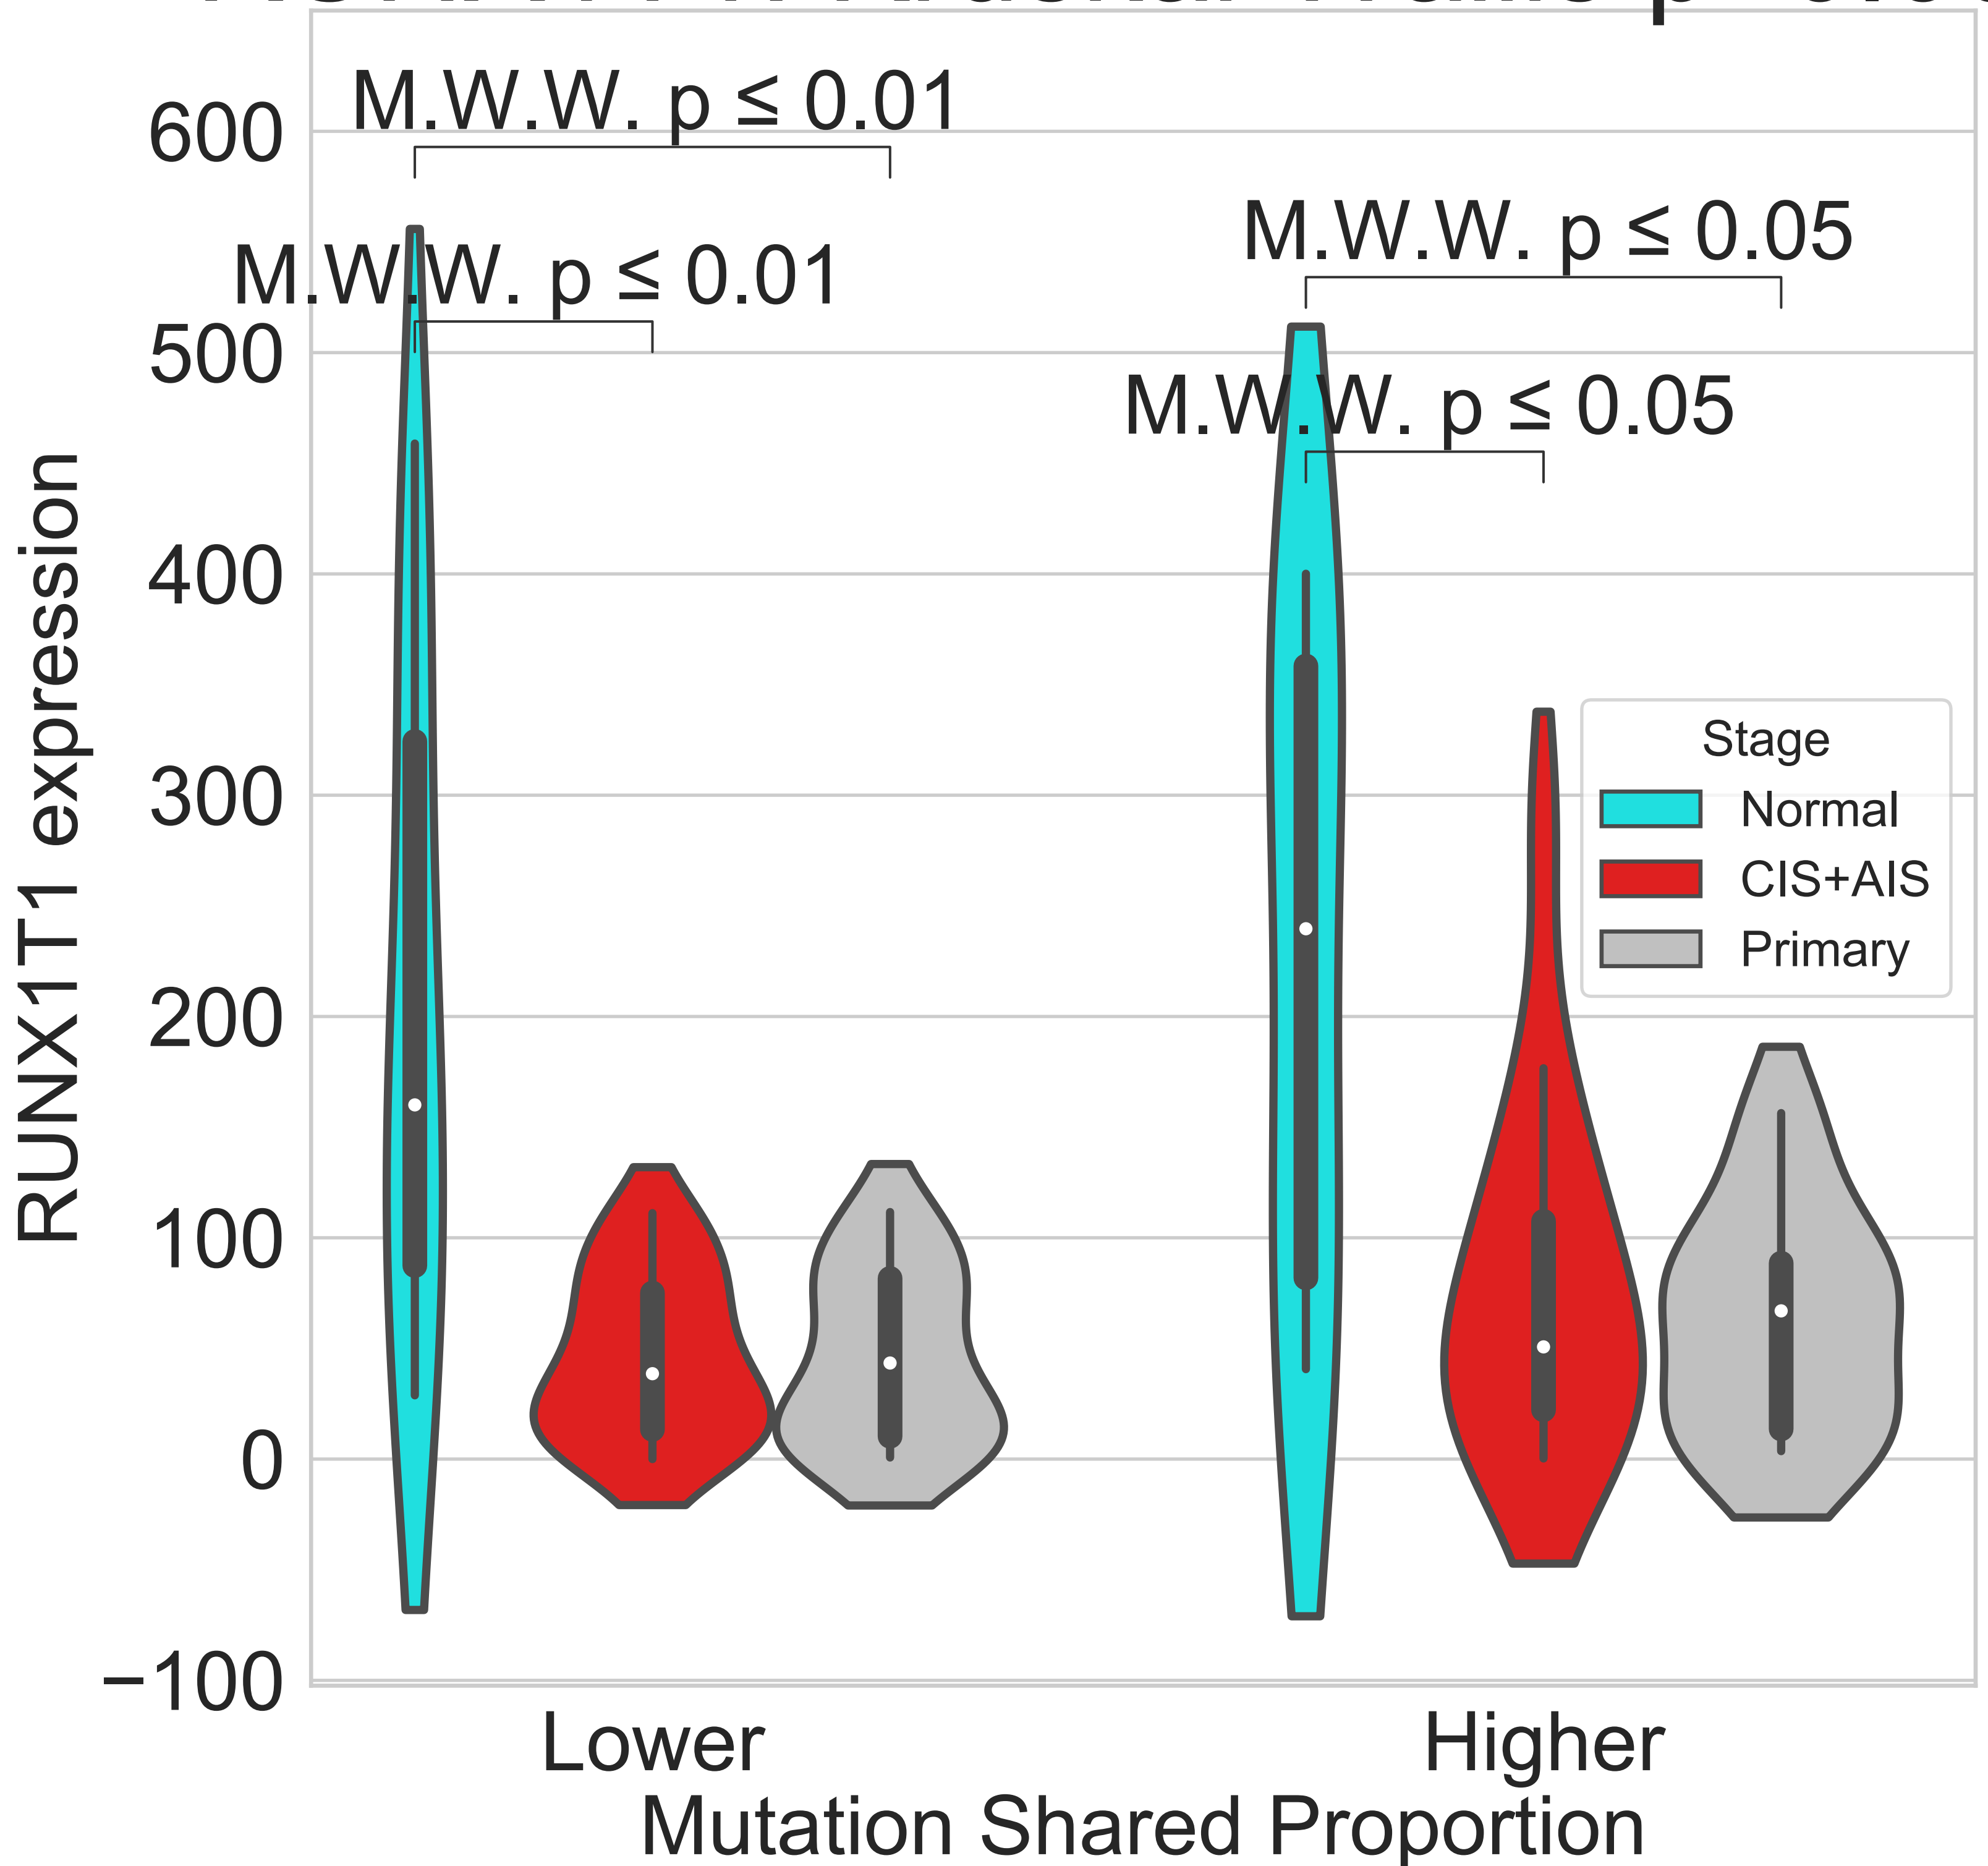 M.W.W. p ≤ 0.01
600
M.W.W. p ≤ 0.05
M.W.W. p ≤ 0.01
500
M.W.W. p ≤ 0.05
400
300
200
100
0
−100
RUNX1T1 expression
Stage
Normal
CIS+AIS
Primary
Lower
Higher
Mutation Shared Proportion